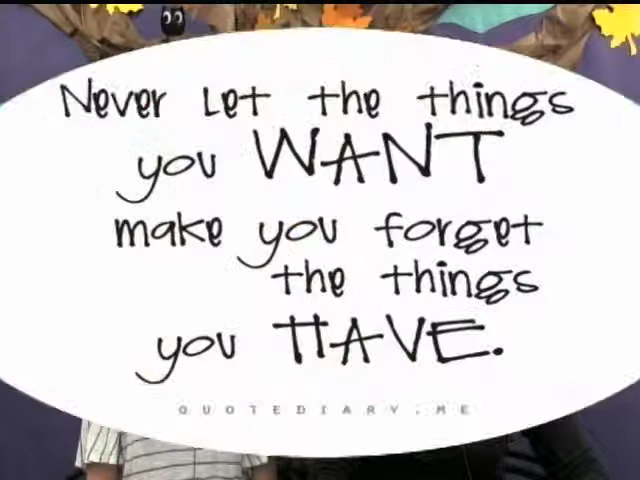 Never let the things
you WANT
make you forget
the things
you HAVE.
QUOTEDIARY.ME